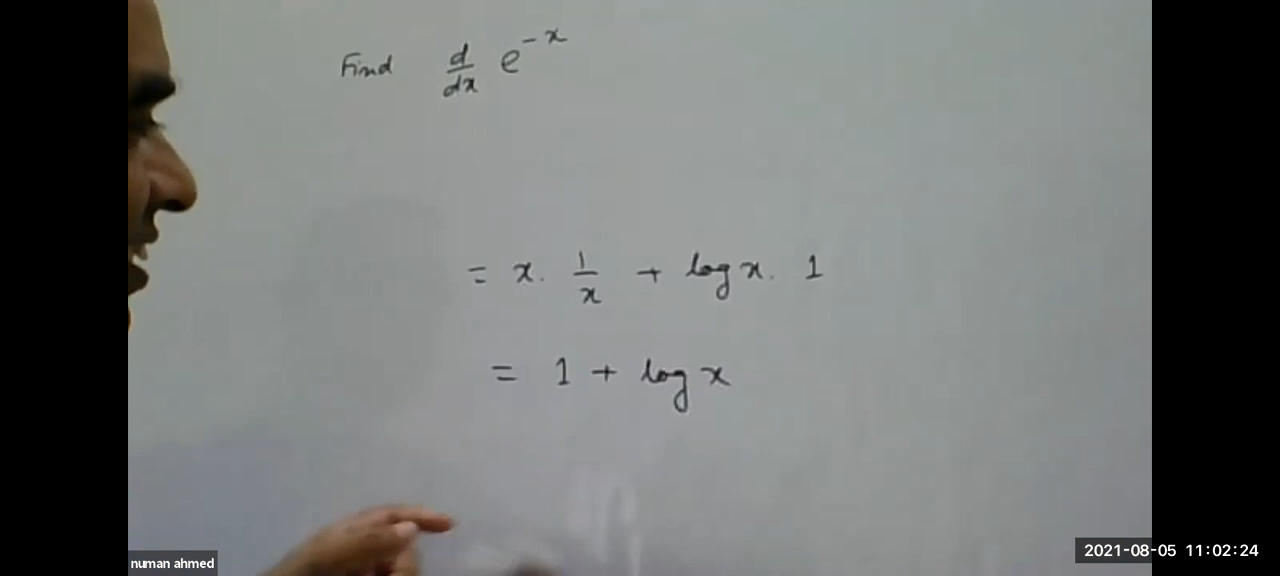 Find d/dx e^{-x}
= x. 1/x + log x. 1
= 1 + log x
numan ahmed
2021-08-05 11:02:24